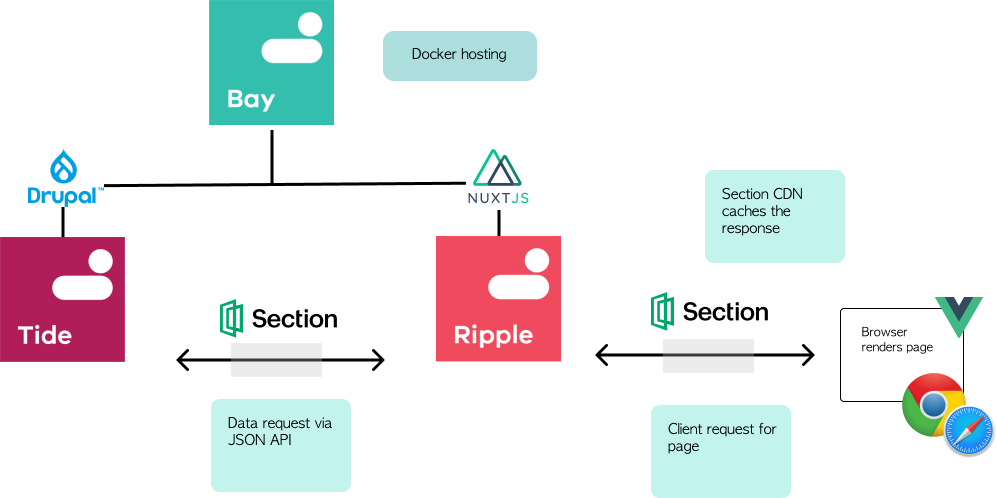 Docker hosting
Bay
Drupal™
NUXTJS
Section CDN
caches the
response
Tide
Section
Ripple
Section
Browser
renders page
Data request via
JSON API
Client request for
page